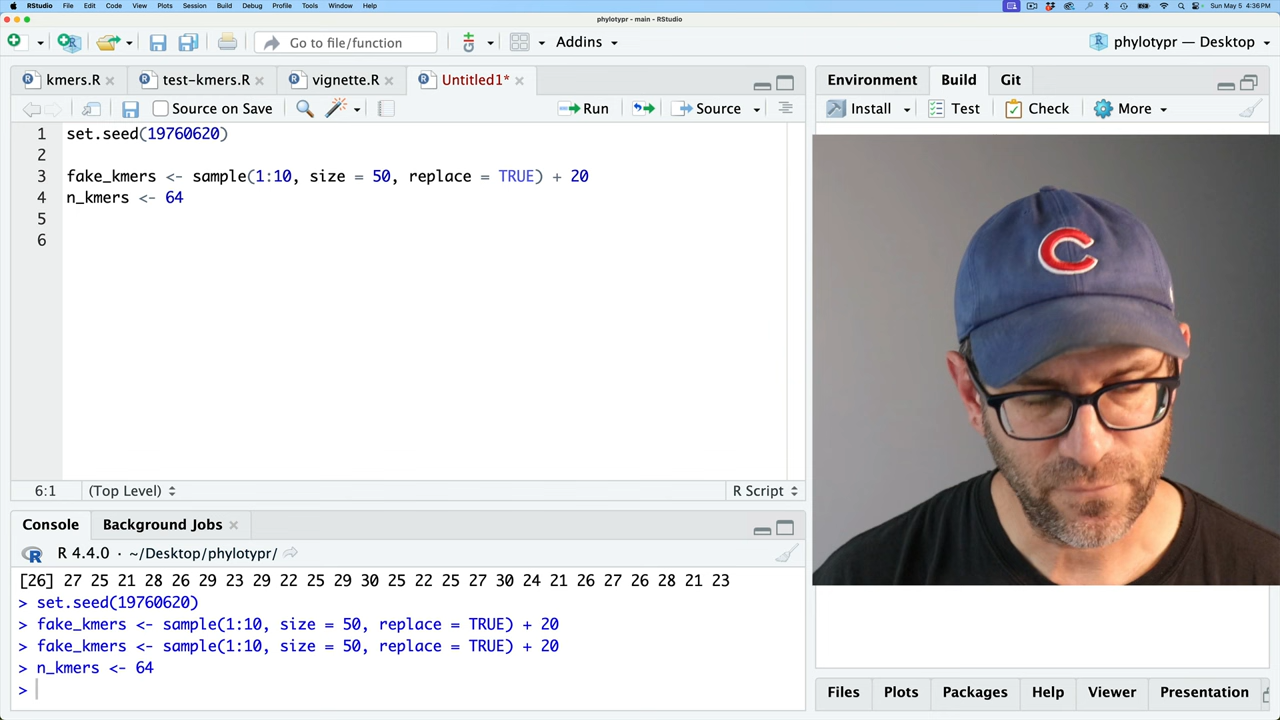 RStudio File Edit Code View Plots Session Build Debug Profile Tools Window Help Sun May 5 4:36PM
phylotypr - main - RStudio
Go to file/function Addins phylotypr — Desktop
kmers.R test-kmers.R vignette.R Untitled1* Environment Build Git
Source on Save Run Source Install Test Check More
1 set.seed(19760620)
2
3 fake_kmers <- sample(1:10, size = 50, replace = TRUE) + 20
4 n_kmers <- 64
5
6
6:1 (Top Level) R Script
Console Background Jobs
R 4.4.0 · ~/Desktop/phylotypr/
[26] 27 25 21 28 26 29 23 29 22 25 29 30 25 22 25 27 30 24 21 26 27 26 28 21 23
> set.seed(19760620)
> fake_kmers <- sample(1:10, size = 50, replace = TRUE) + 20
> fake_kmers <- sample(1:10, size = 50, replace = TRUE) + 20
> n_kmers <- 64
>
Files Plots Packages Help Viewer Presentation
C